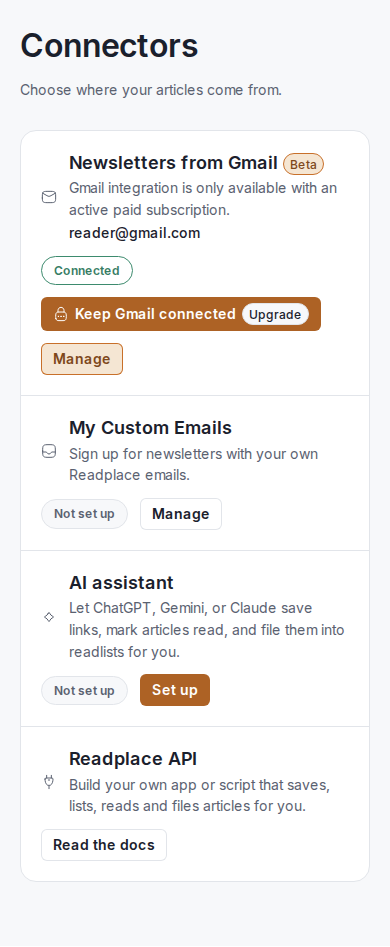 Connectors
Choose where your articles come from.
Newsletters from Gmail Beta
Gmail integration is only available with an
active paid subscription.
reader@gmail.com
Connected
Keep Gmail connected Upgrade
Manage
My Custom Emails
Sign up for newsletters with your own
Readplace emails.
Not set up Manage
AI assistant
Let ChatGPT, Gemini, or Claude save
links, mark articles read, and file them into
readlists for you.
Not set up Set up
Readplace API
Build your own app or script that saves,
lists, reads and files articles for you.
Read the docs